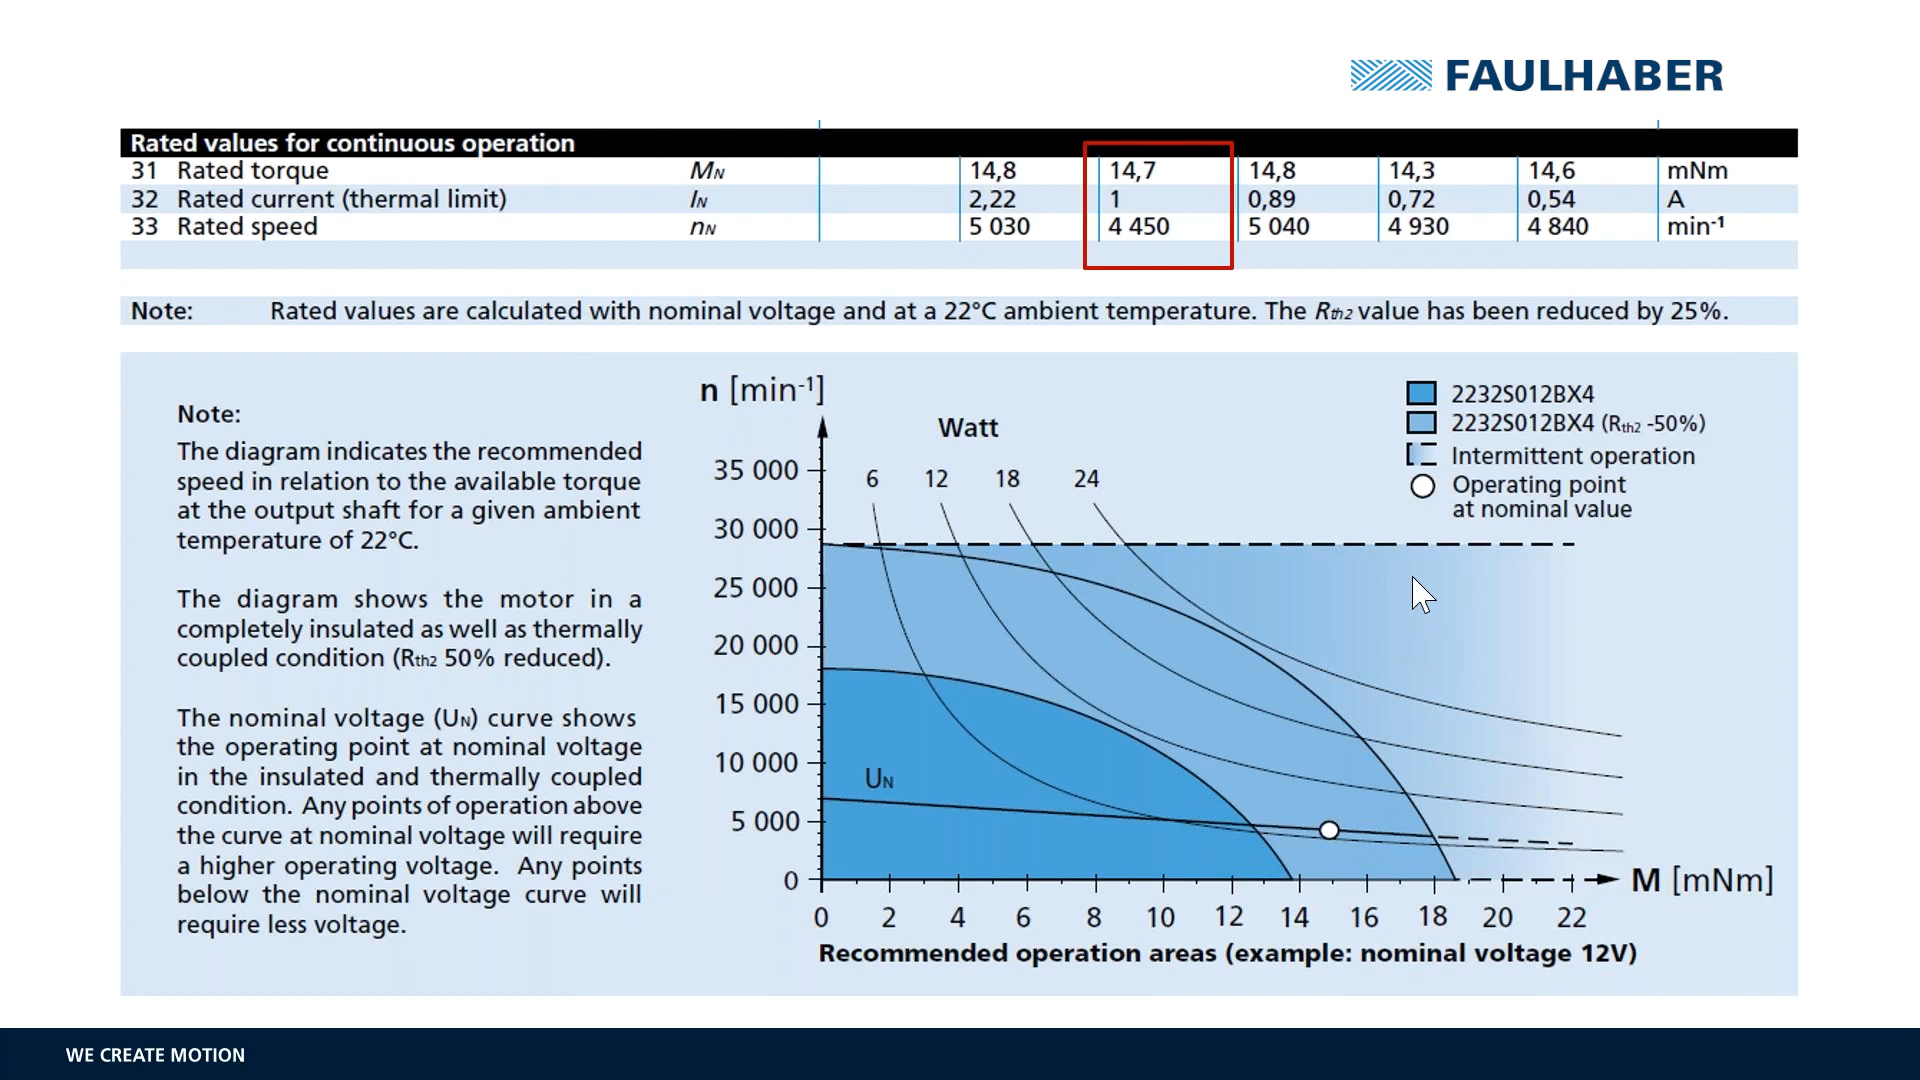 FAULHABER
Rated values for continuous operation
31 Rated torque MN 14,8 14,7 14,8 14,3 14,6 mNm
32 Rated current (thermal limit) IN 2,22 1 0,89 0,72 0,54 A
33 Rated speed nN 5 030 4 450 5 040 4 930 4 840 min-1
Note: Rated values are calculated with nominal voltage and at a 22°C ambient temperature. The Rth2 value has been reduced by 25%.
Note:
The diagram indicates the recommended
speed in relation to the available torque
at the output shaft for a given ambient
temperature of 22°C.
The diagram shows the motor in a
completely insulated as well as thermally
coupled condition (Rth2 50% reduced).
The nominal voltage (UN) curve shows
the operating point at nominal voltage
in the insulated and thermally coupled
condition. Any points of operation above
the curve at nominal voltage will require
a higher operating voltage. Any points
below the nominal voltage curve will
require less voltage.
n [min-1]
Watt
6 12 18 24
2232S012BX4
2232S012BX4 (Rth2 -50%)
Intermittent operation
Operating point
at nominal value
35 000
30 000
25 000
20 000
15 000
10 000
UN
5 000
0
M [mNm]
0 2 4 6 8 10 12 14 16 18 20 22
Recommended operation areas (example: nominal voltage 12V)
WE CREATE MOTION